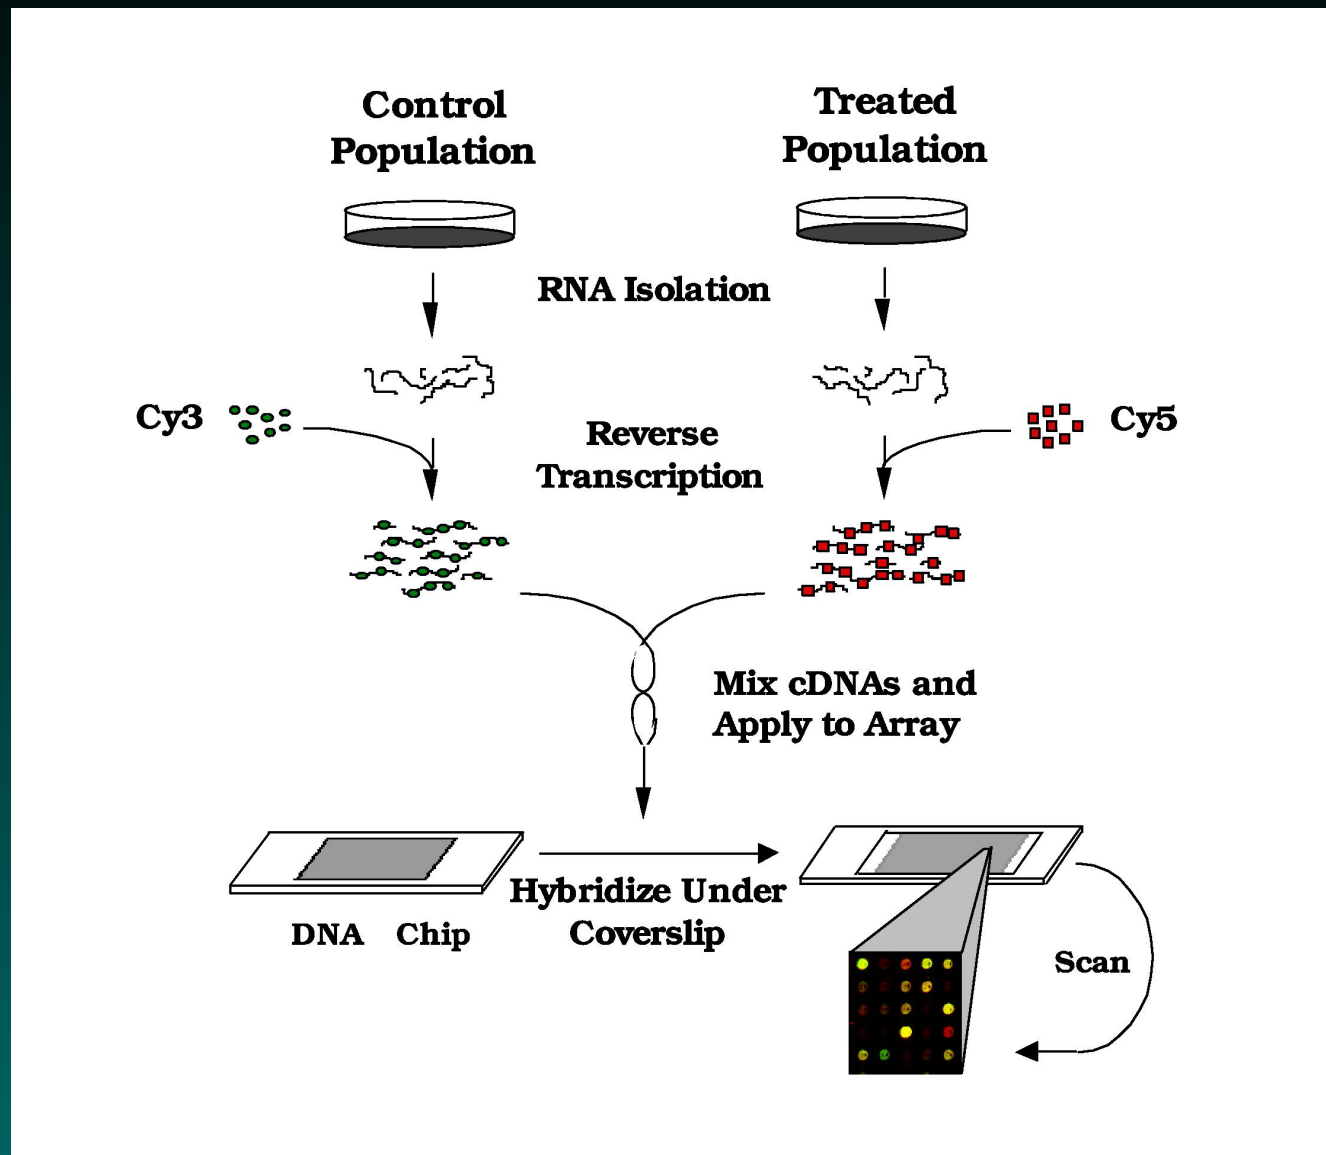 Control
Population
Treated
Population
RNA Isolation
Cy3
Reverse
Transcription
Cy5
Mix cDNAs and
Apply to Array
Hybridize Under
Coverslip
DNA Chip
Scan